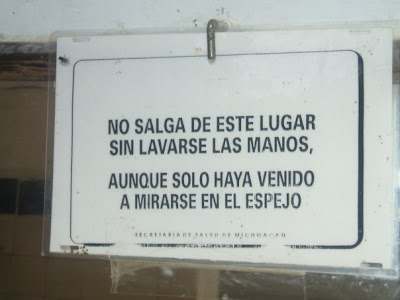 NO SALGA DE ESTE LUGAR
SIN LAVARSE LAS MANOS,
AUNQUE SOLO HAYA VENIDO
A MIRARSE EN EL ESPEJO
SECRETARIA DE SALUD DE MICHOACAN